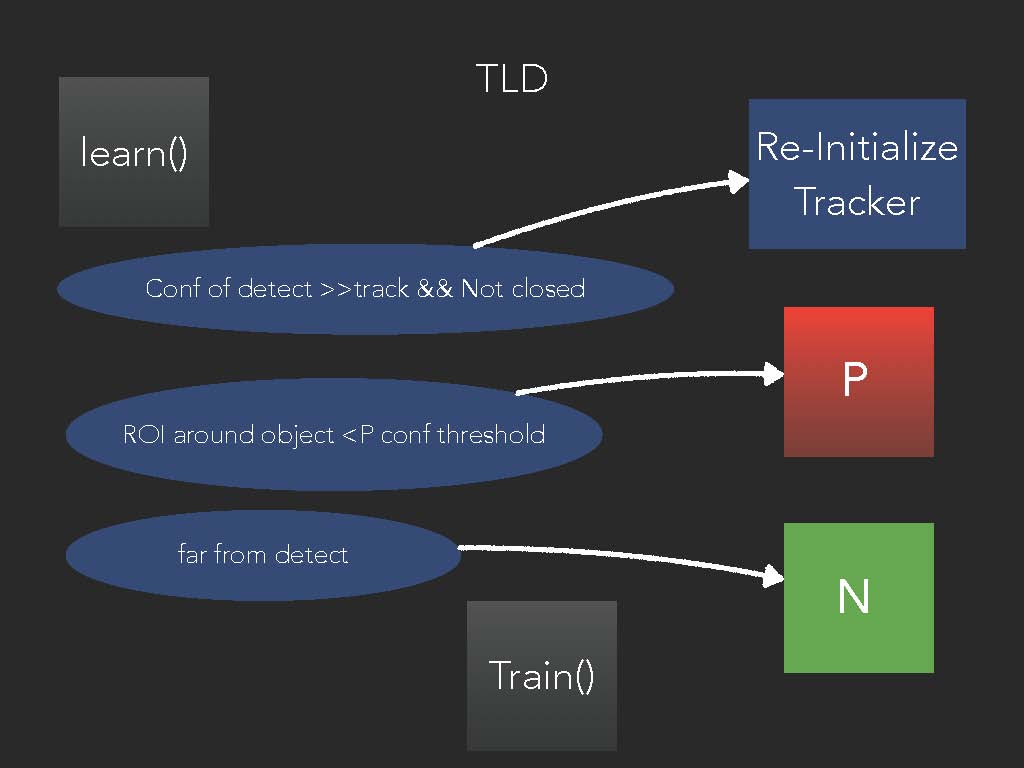 TLD
learn()
Re-Initialize
Tracker
Conf of detect >>track && Not closed
P
ROI around object <P conf threshold
far from detect
N
Train()